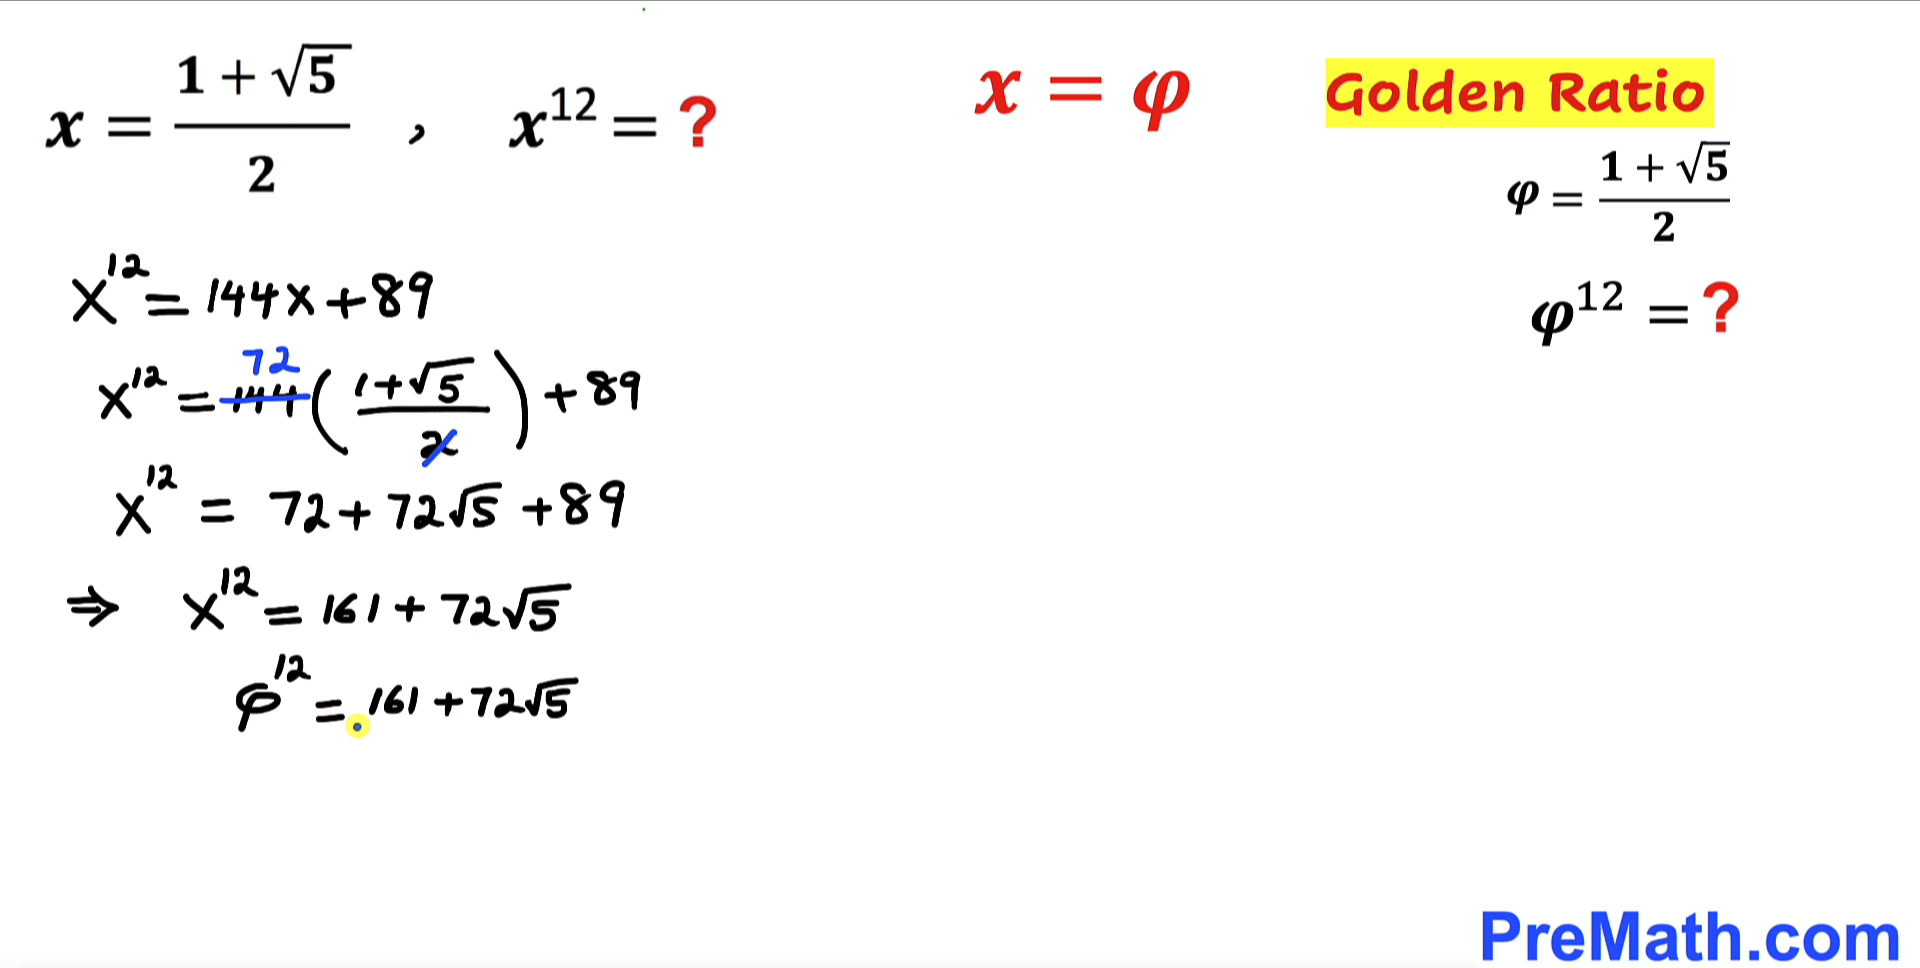 x = (1 + √5)/2 , x¹² = ?
x = φ
Golden Ratio
φ = (1 + √5)/2
φ¹² = ?
x¹² = 144x + 89
x¹² = 144 72 ((1 + √5)/2) + 89
x¹² = 72 + 72√5 + 89
⇒ x¹² = 161 + 72√5
φ¹² = 161 + 72√5
PreMath.com